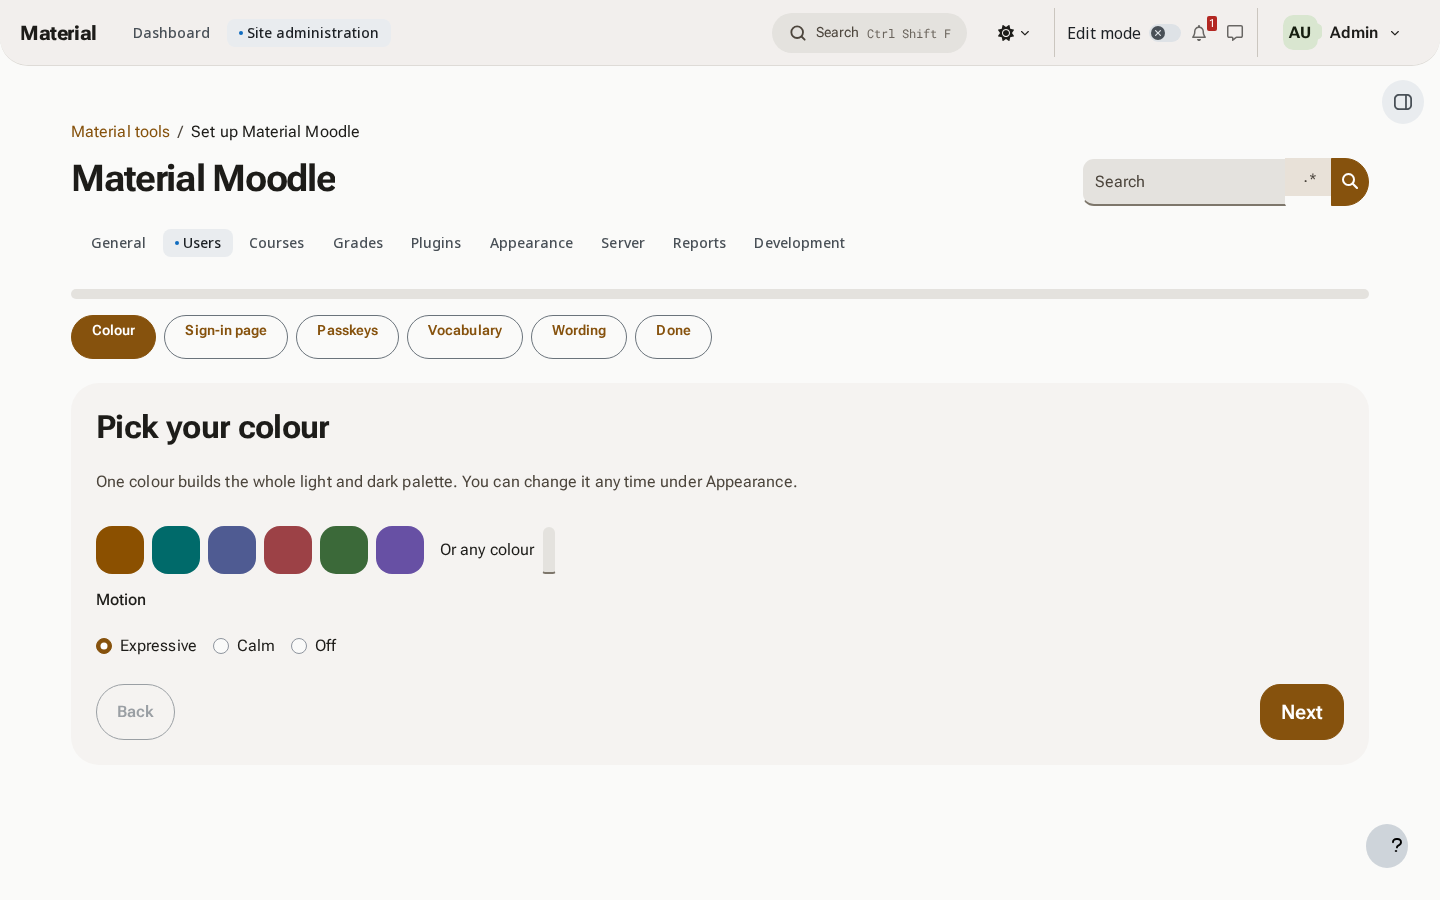 Material
Dashboard
Site administration
Search Ctrl Shift F
Edit mode
1
AU
Admin
Material tools / Set up Material Moodle
Material Moodle
Search
.*
General
Users
Courses
Grades
Plugins
Appearance
Server
Reports
Development
Colour
Sign-in page
Passkeys
Vocabulary
Wording
Done
Pick your colour
One colour builds the whole light and dark palette. You can change it any time under Appearance.
Or any colour
Motion
Expressive
Calm
Off
Back
Next
?